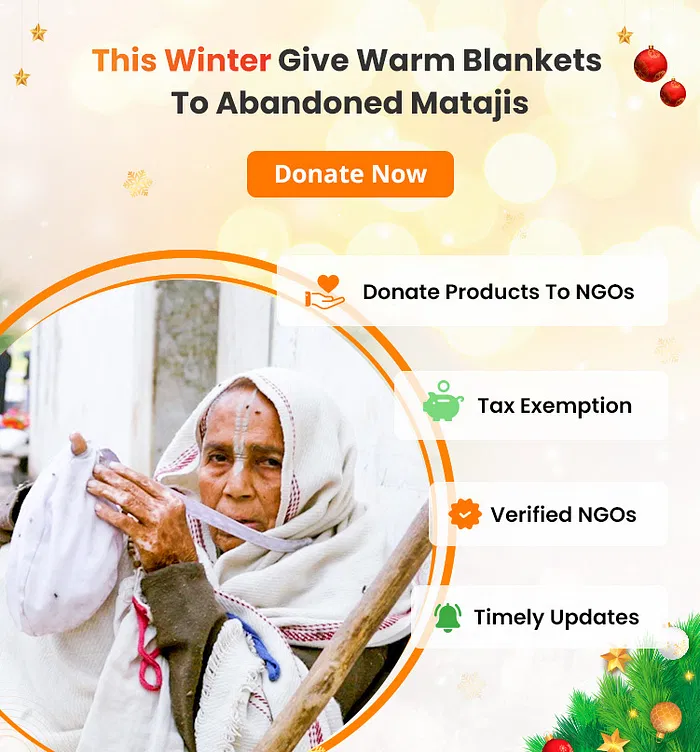 This Winter Give Warm Blankets
To Abandoned Matajis
Donate Now
Donate Products To NGOs
Tax Exemption
Verified NGOs
Timely Updates